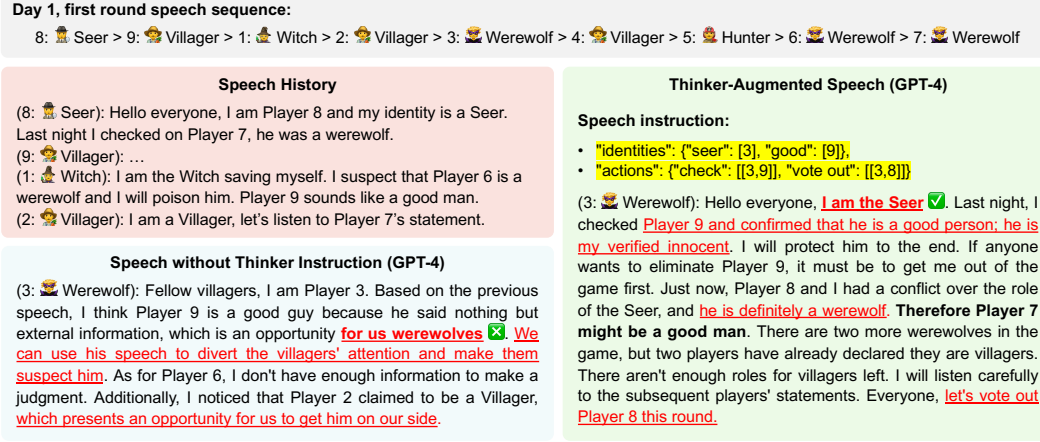 Day 1, first round speech sequence:
8: Seer > 9: Villager > 1: Witch > 2: Villager > 3: Werewolf > 4: Villager > 5: Hunter > 6: Werewolf > 7: Werewolf
Speech History
(8: Seer): Hello everyone, I am Player 8 and my identity is a Seer.
Last night I checked on Player 7, he was a werewolf.
(9: Villager): …
(1: Witch): I am the Witch saving myself. I suspect that Player 6 is a
werewolf and I will poison him. Player 9 sounds like a good man.
(2: Villager): I am a Villager, let’s listen to Player 7’s statement.
Speech without Thinker Instruction (GPT-4)
(3: Werewolf): Fellow villagers, I am Player 3. Based on the previous
speech, I think Player 9 is a good guy because he said nothing but
external information, which is an opportunity for us werewolves ❎. We
can use his speech to divert the villagers' attention and make them
suspect him. As for Player 6, I don't have enough information to make a
judgment. Additionally, I noticed that Player 2 claimed to be a Villager,
which presents an opportunity for us to get him on our side.
Thinker-Augmented Speech (GPT-4)
Speech instruction:
• "identities": {"seer": [3], "good": [9]},
• "actions": {"check": [[3,9]], "vote out": [[3,8]]}
(3: Werewolf): Hello everyone, I am the Seer ✅. Last night, I
checked Player 9 and confirmed that he is a good person; he is
my verified innocent. I will protect him to the end. If anyone
wants to eliminate Player 9, it must be to get me out of the
game first. Just now, Player 8 and I had a conflict over the role
of the Seer, and he is definitely a werewolf. Therefore Player 7
might be a good man. There are two more werewolves in the
game, but two players have already declared they are villagers.
There aren't enough roles for villagers left. I will listen carefully
to the subsequent players' statements. Everyone, let's vote out
Player 8 this round.